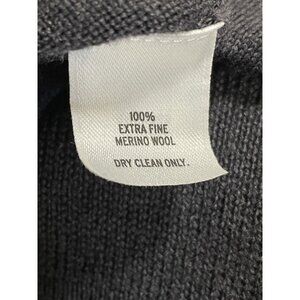 100%
EXTRA FINE
MERINO WOOL
DRY CLEAN ONLY.